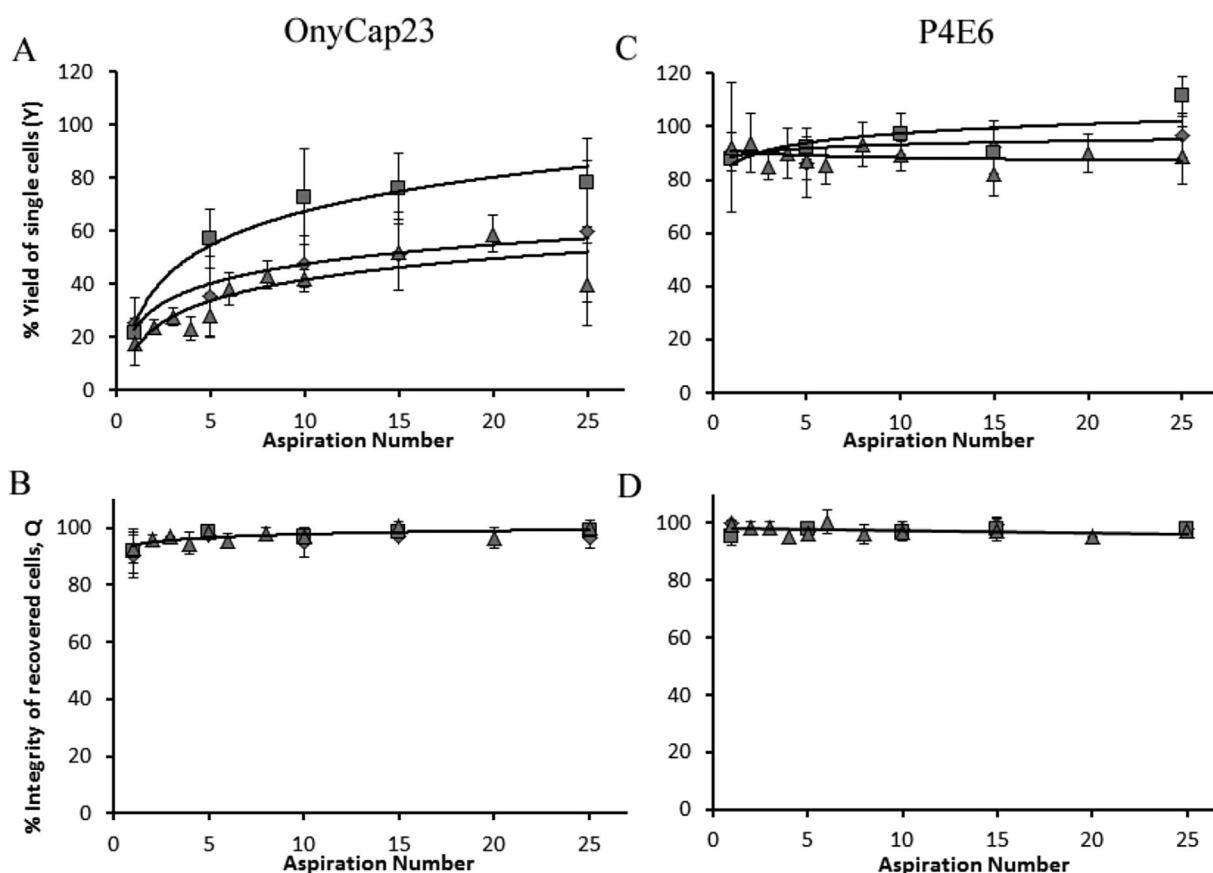 OnyCap23
P4E6
A
% Yield of single cells (Y)
120
100
80
60
40
20
0
0 5 10 15 20 25
Aspiration Number
C
120
100
80
60
40
20
0
0 5 10 15 20 25
Aspiration Number
B
% Integrity of recovered cells, Q
100
80
60
40
20
0
0 5 10 15 20 25
Aspiration Number
D
100
80
60
40
20
0
0 5 10 15 20 25
Aspiration Number